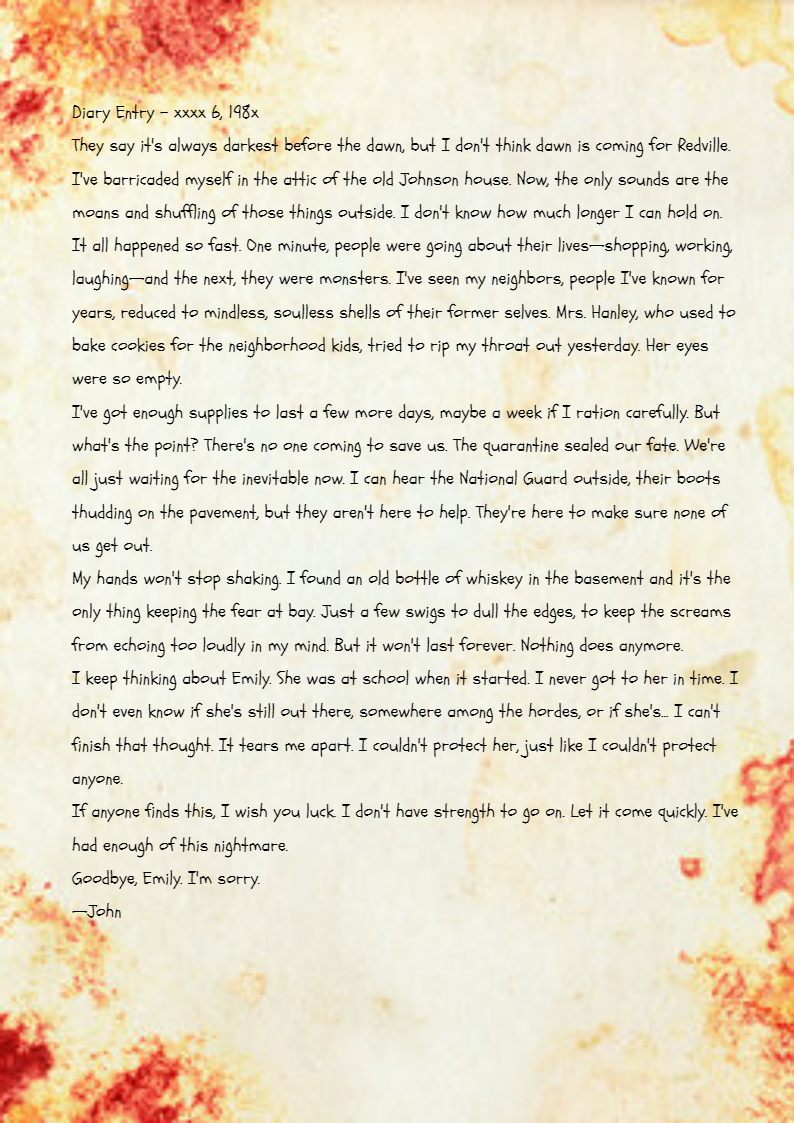 Diary Entry – xxxx 6, 198x
They say it's always darkest before the dawn, but I don't think dawn is coming for Redville.
I've barricaded myself in the attic of the old Johnson house. Now, the only sounds are the
moans and shuffling of those things outside. I don't know how much longer I can hold on.
It all happened so fast. One minute, people were going about their lives—shopping, working,
laughing—and the next, they were monsters. I've seen my neighbors, people I've known for
years, reduced to mindless, soulless shells of their former selves. Mrs. Hanley, who used to
bake cookies for the neighborhood kids, tried to rip my throat out yesterday. Her eyes
were so empty.
I've got enough supplies to last a few more days, maybe a week if I ration carefully. But
what's the point? There's no one coming to save us. The quarantine sealed our fate. We're
all just waiting for the inevitable now. I can hear the National Guard outside, their boots
thudding on the pavement, but they aren't here to help. They're here to make sure none of
us get out.
My hands won't stop shaking. I found an old bottle of whiskey in the basement and it's the
only thing keeping the fear at bay. Just a few swigs to dull the edges, to keep the screams
from echoing too loudly in my mind. But it won't last forever. Nothing does anymore.
I keep thinking about Emily. She was at school when it started. I never got to her in time. I
don't even know if she's still out there, somewhere among the hordes, or if she's... I can't
finish that thought. It tears me apart. I couldn't protect her, just like I couldn't protect
anyone.
If anyone finds this, I wish you luck. I don't have strength to go on. Let it come quickly. I've
had enough of this nightmare.
Goodbye, Emily. I'm sorry.
—John